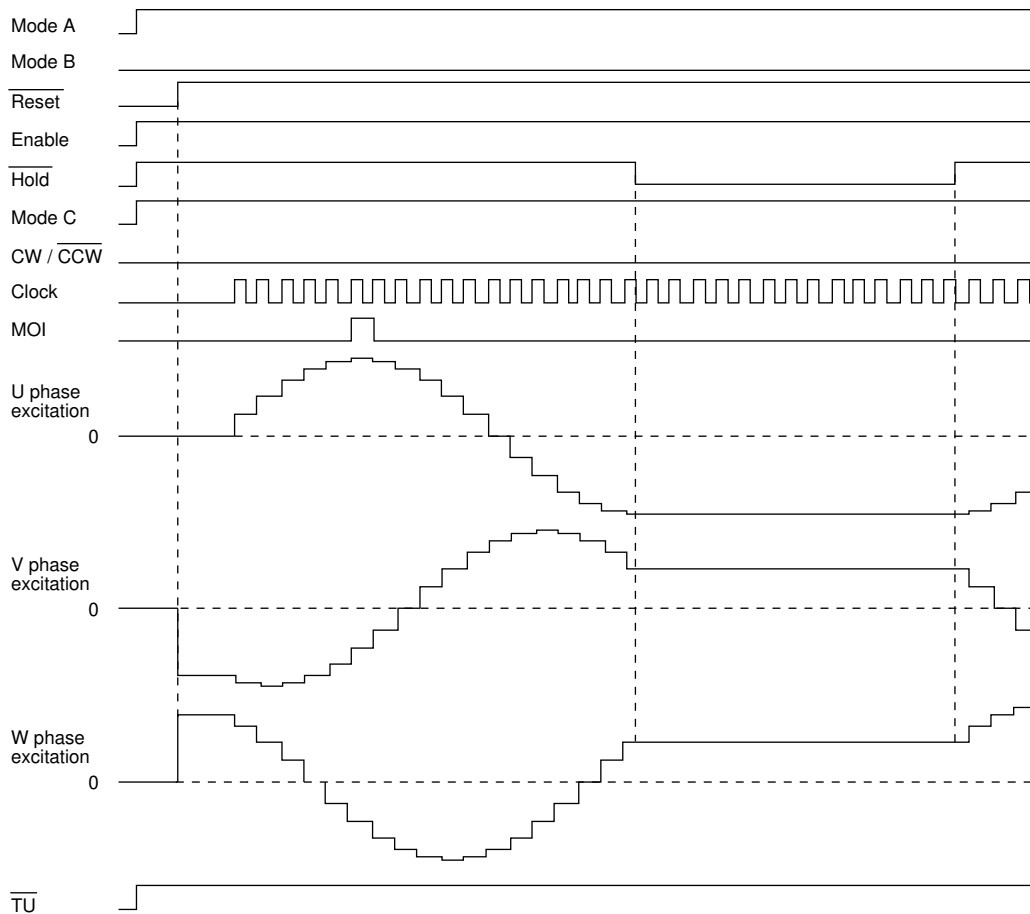 Mode A
Mode B
Reset
Enable
Hold
Mode C
CW / CCW
Clock
MOI
U phase
excitation
0
V phase
excitation
0
W phase
excitation
0
TU